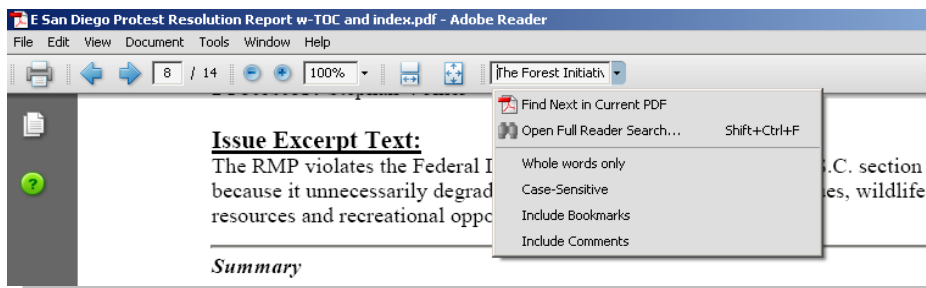 E San Diego Protest Resolution Report w-TOC and index.pdf - Adobe Reader
File Edit View Document Tools Window Help
8 / 14 100% The Forest Initiativ
Find Next in Current PDF
Open Full Reader Search... Shift+Ctrl+F
Whole words only
Case-Sensitive
Include Bookmarks
Include Comments
Issue Excerpt Text:
The RMP violates the Federal .C. section
because it unnecessarily degrad es, wildlife
resources and recreational oppo
Summary